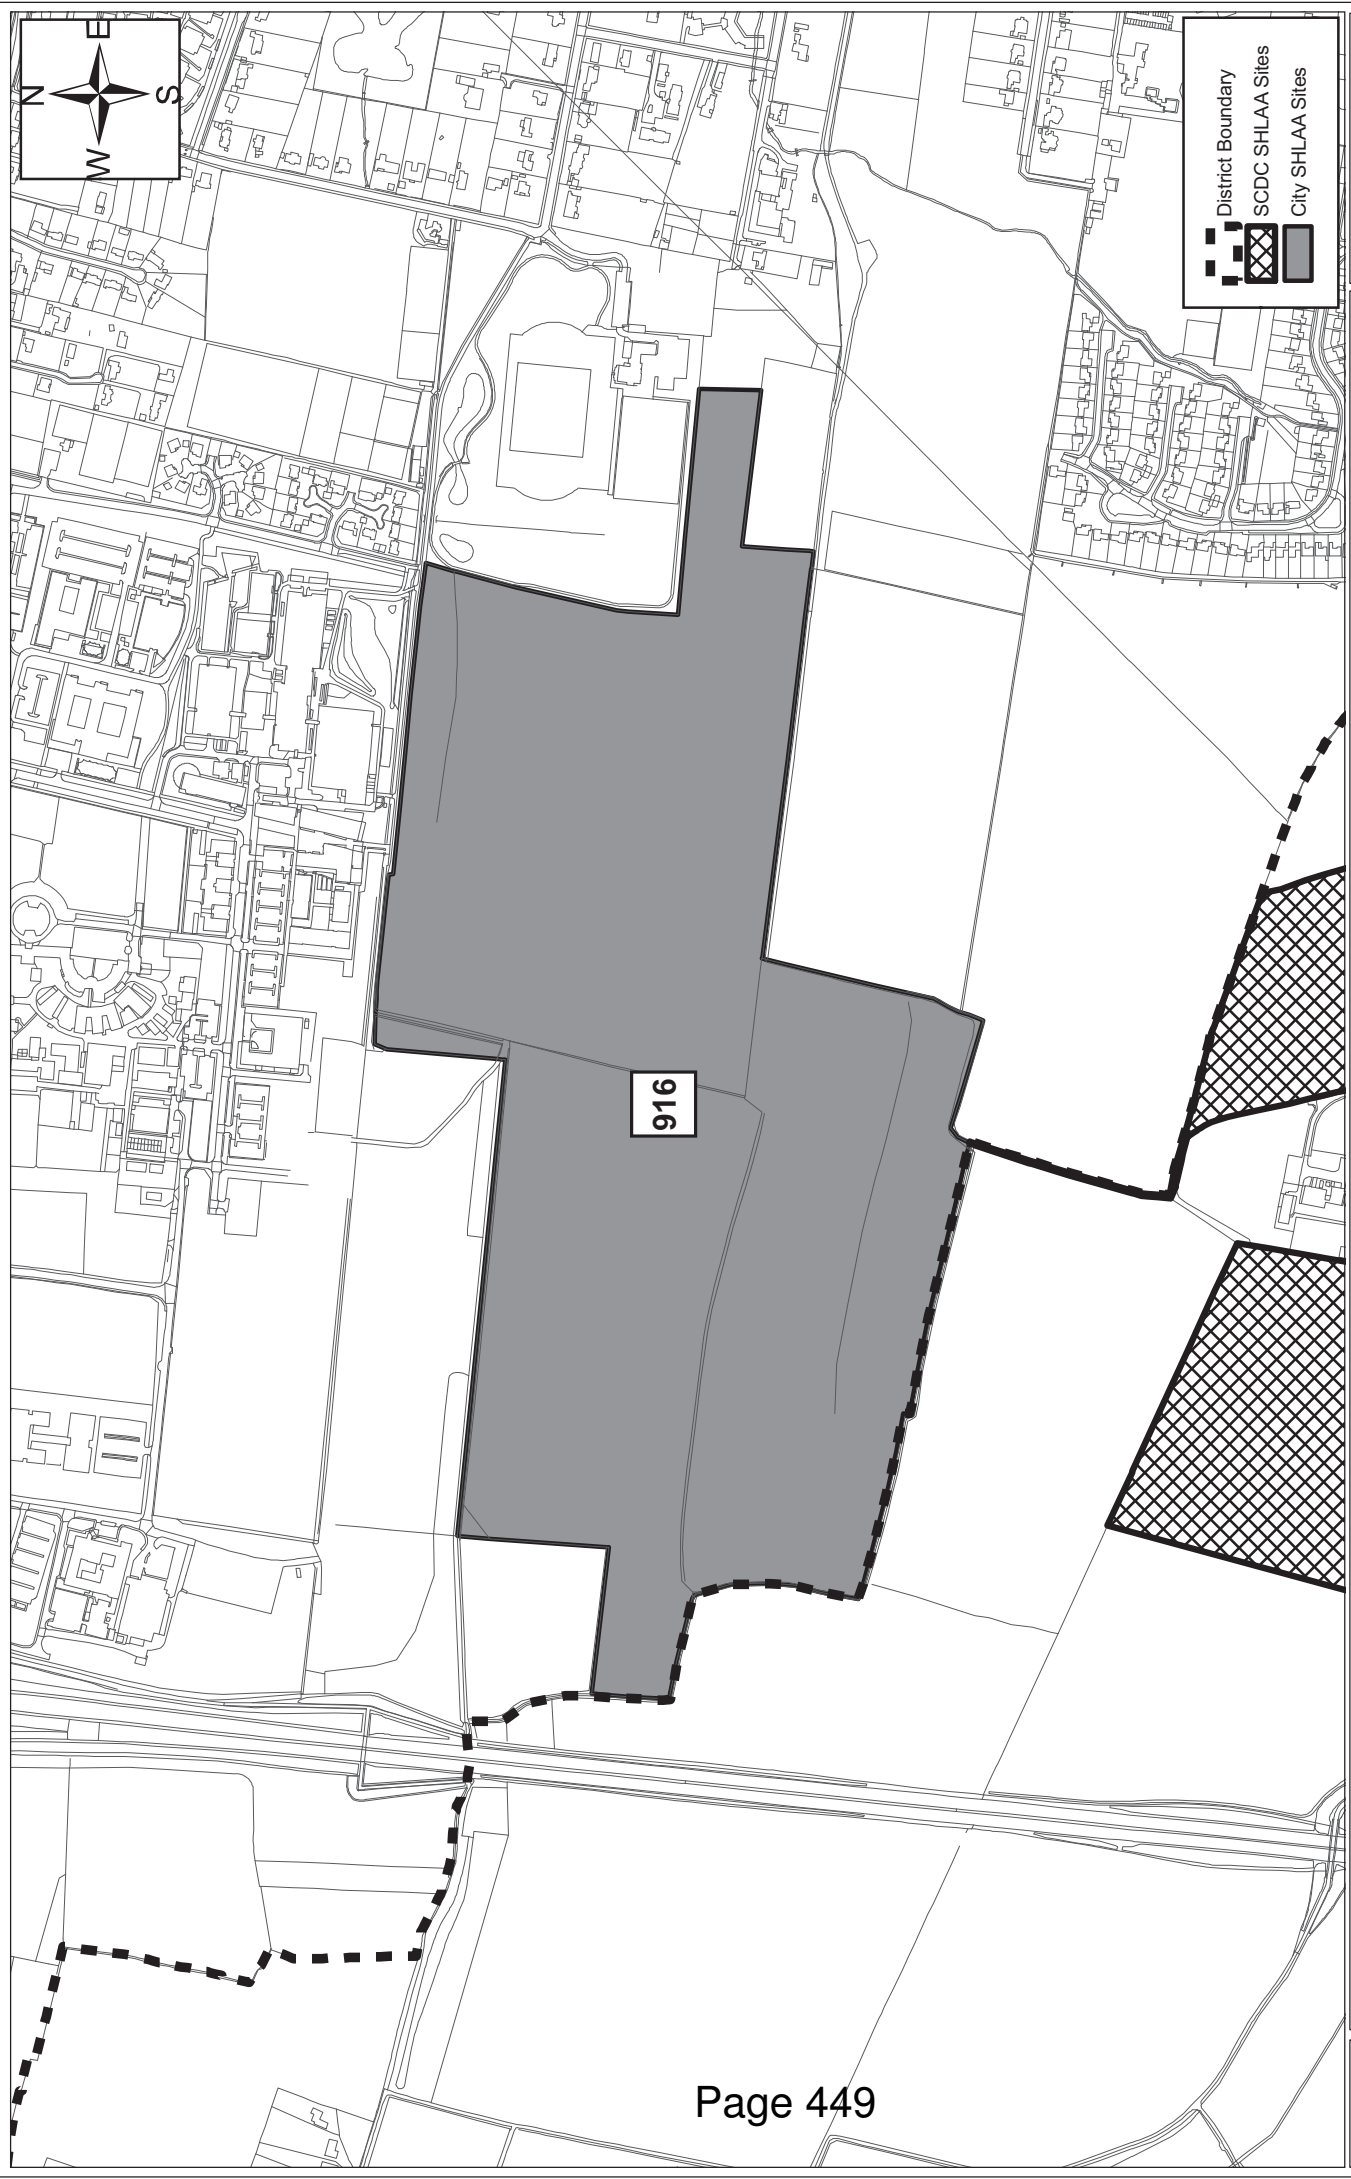 N
E
S
W
District Boundary
SCDC SHLAA Sites
City SHLAA Sites
916
Page 449